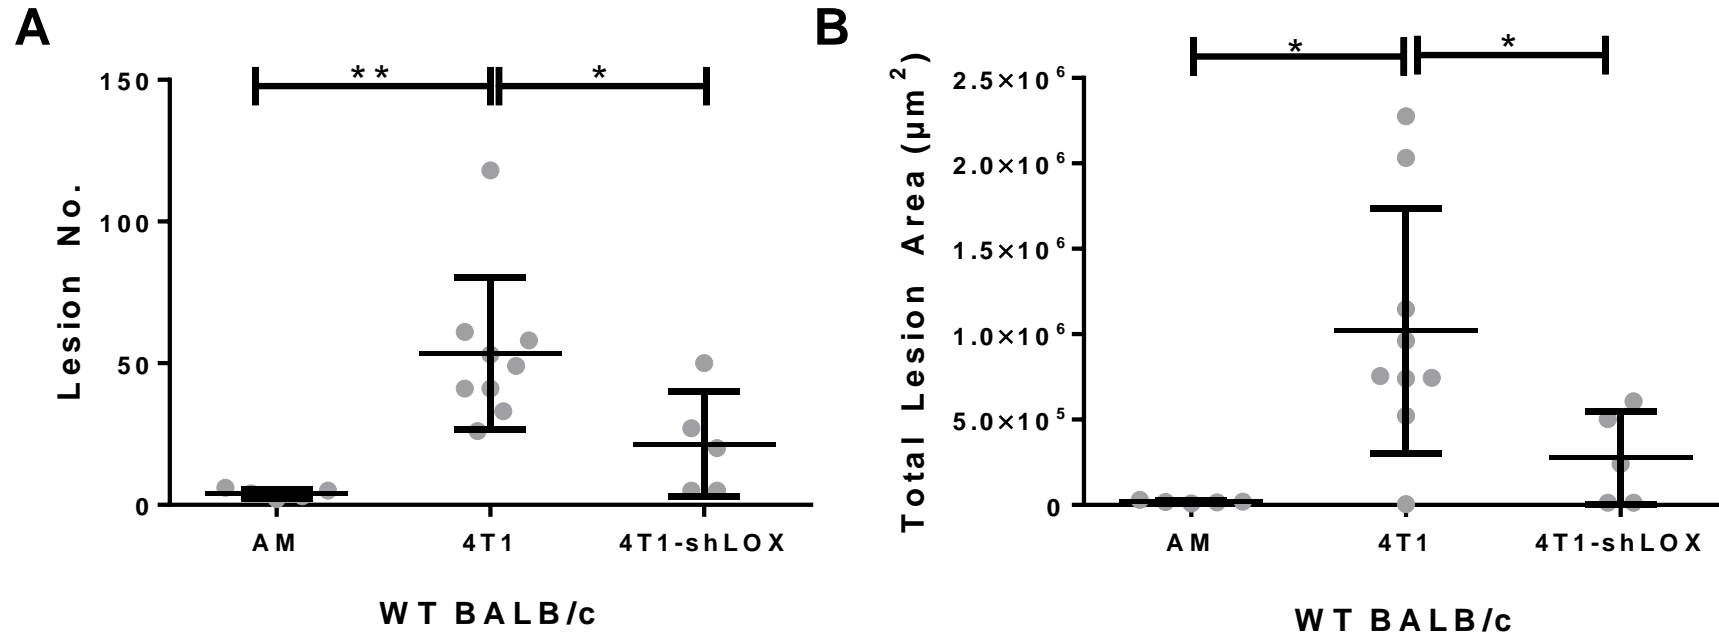 A
Lesion No.
150
100
50
0
**
*
AM
4T1
4T1-shLOX
WT BALB/c
B
Total Lesion Area (µm²)
2.5×10⁶
2.0×10⁶
1.5×10⁶
1.0×10⁶
5.0×10⁵
0
*
*
AM
4T1
4T1-shLOX
WT BALB/c